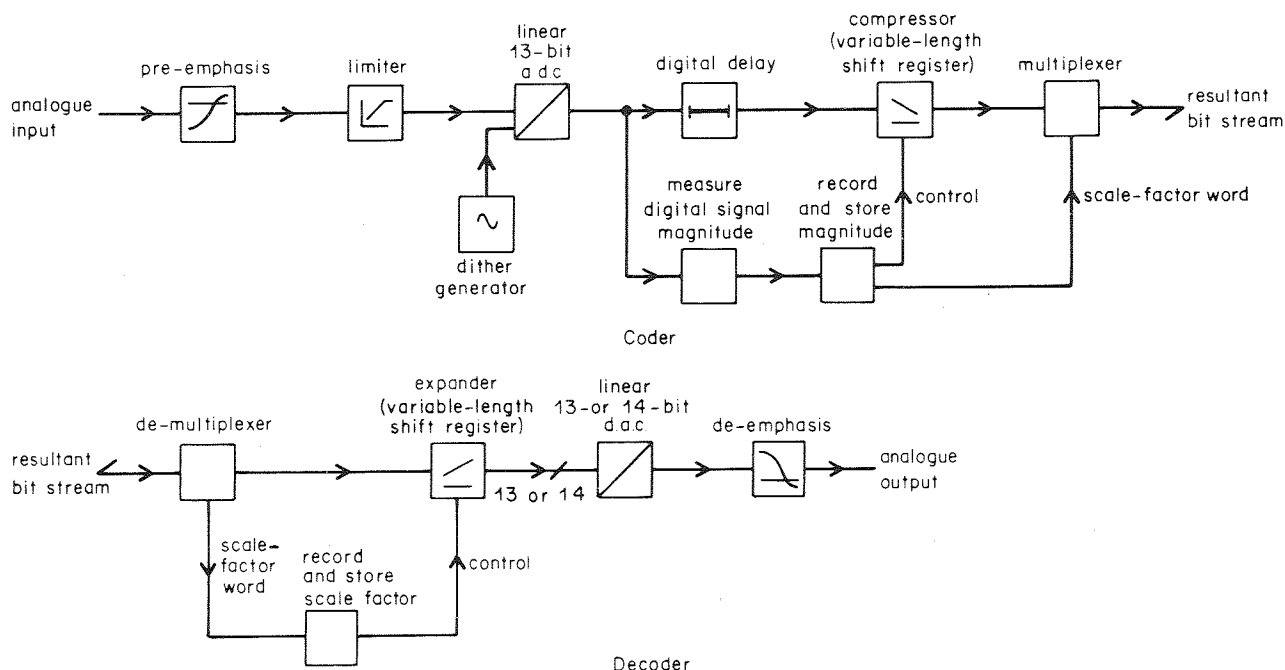 analogue
input
pre-emphasis
limiter
linear
13-bit
a.d.c
dither
generator
digital delay
measure
digital signal
magnitude
record
and store
magnitude
compressor
(variable-length
shift register)
control
multiplexer
scale-factor word
resultant
bit stream
Coder
resultant
bit stream
de-multiplexer
scale-
factor
word
record
and store
scale factor
expander
(variable-length
shift register)
control
13 or 14
linear
13-or 14-bit
d.a.c.
de-emphasis
analogue
output
Decoder